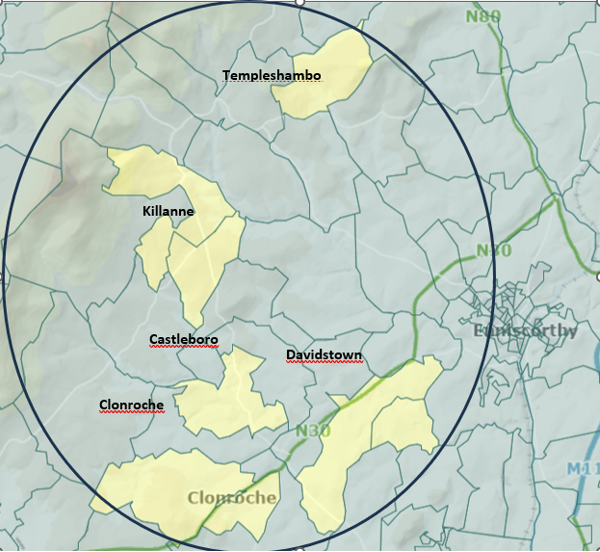 N80
Templeshambo
Killanne
N30
Enniscorthy
Castleboro
Davidstown
Clonroche
N30
M11
Clonroche